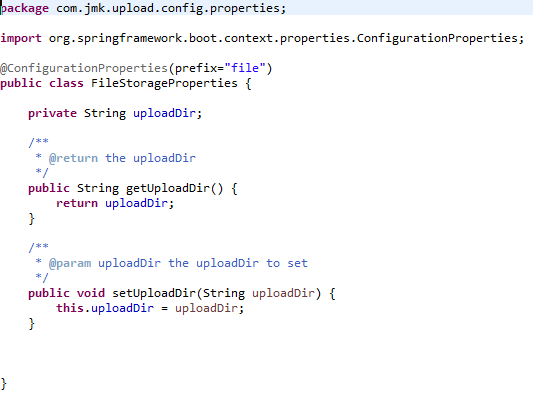 package com.jmk.upload.config.properties;
import org.springframework.boot.context.properties.ConfigurationProperties;
@ConfigurationProperties(prefix="file")
public class FileStorageProperties {
    private String uploadDir;
    /**
     * @return the uploadDir
     */
    public String getUploadDir() {
        return uploadDir;
    }
    /**
     * @param uploadDir the uploadDir to set
     */
    public void setUploadDir(String uploadDir) {
        this.uploadDir = uploadDir;
    }
}